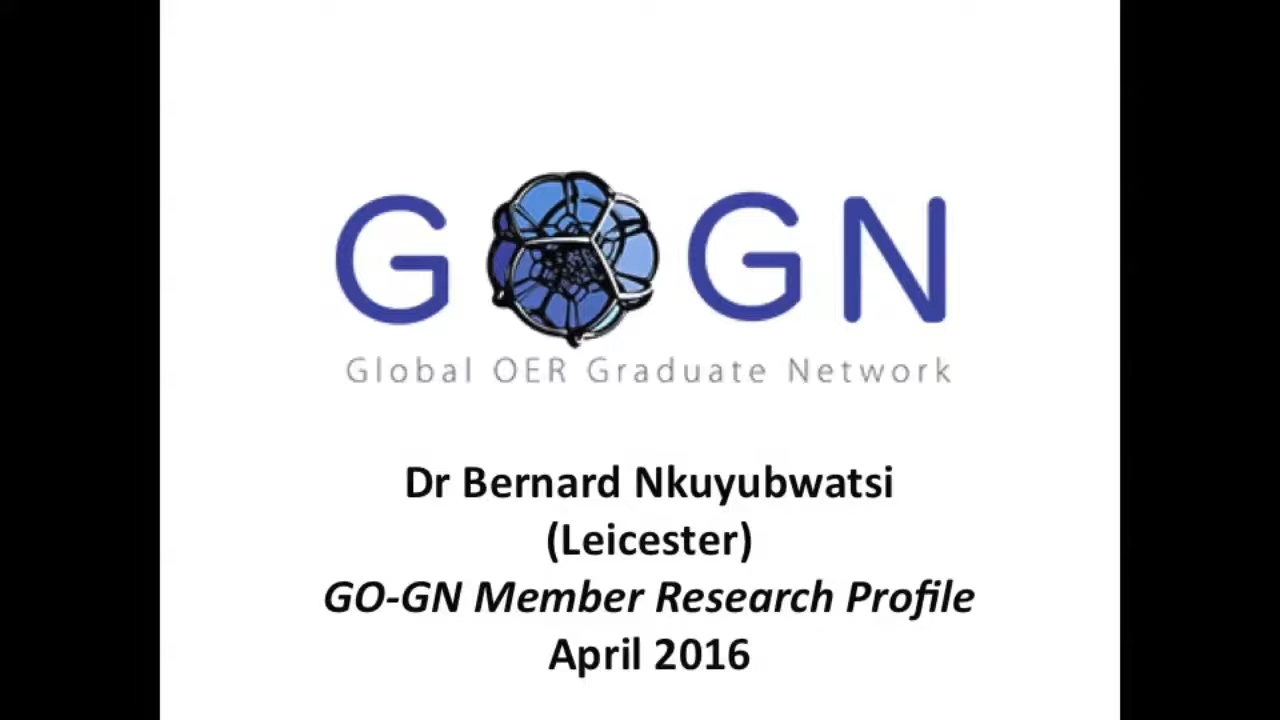 GOGN
Global OER Graduate Network
Dr Bernard Nkuyubwatsi
(Leicester)
GO-GN Member Research Profile
April 2016